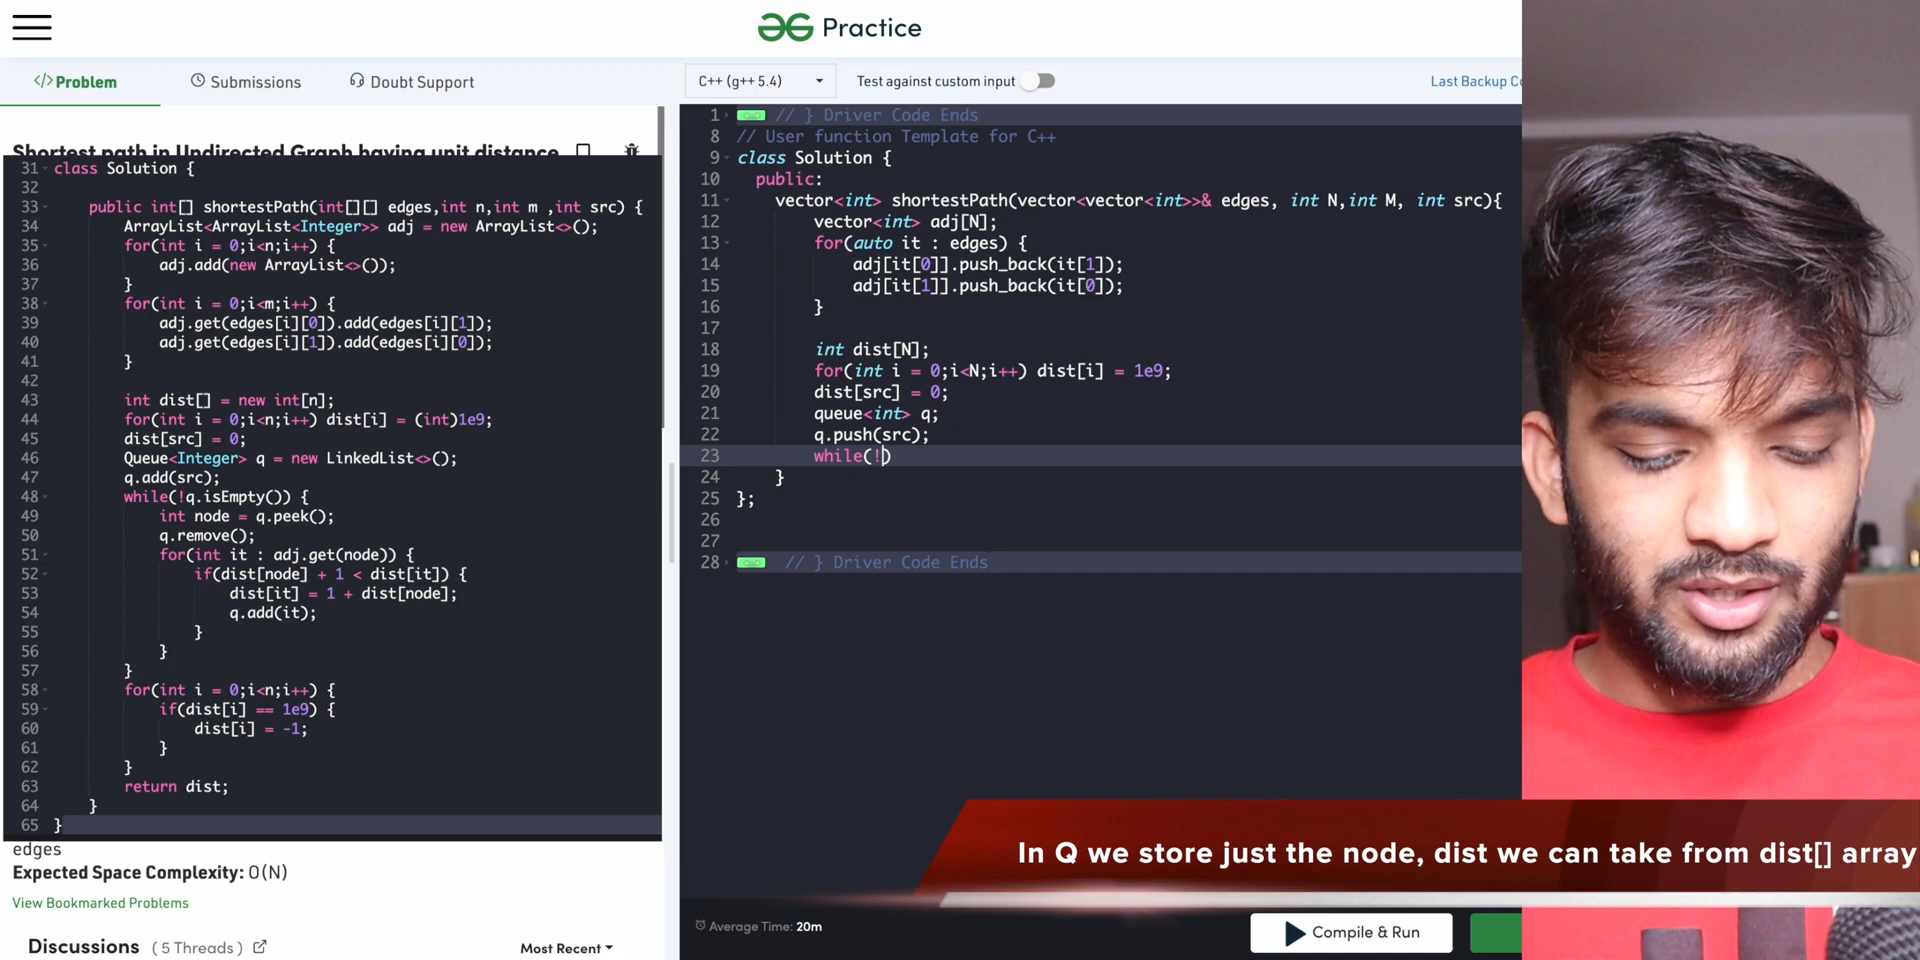 Practice
Problem
Submissions
Doubt Support
C++ (g++ 5.4)
Test against custom input
Last Backup Co
Shortest path in Undirected Graph having unit distance
31 class Solution {
32
33 public int[] shortestPath(int[][] edges,int n,int m ,int src) {
34 ArrayList<ArrayList<Integer>> adj = new ArrayList<>();
35 for(int i = 0;i<n;i++) {
36 adj.add(new ArrayList<>());
37 }
38 for(int i = 0;i<m;i++) {
39 adj.get(edges[i][0]).add(edges[i][1]);
40 adj.get(edges[i][1]).add(edges[i][0]);
41 }
42
43 int dist[] = new int[n];
44 for(int i = 0;i<n;i++) dist[i] = (int)1e9;
45 dist[src] = 0;
46 Queue<Integer> q = new LinkedList<>();
47 q.add(src);
48 while(!q.isEmpty()) {
49 int node = q.peek();
50 q.remove();
51 for(int it : adj.get(node)) {
52 if(dist[node] + 1 < dist[it]) {
53 dist[it] = 1 + dist[node];
54 q.add(it);
55 }
56 }
57 }
58 for(int i = 0;i<n;i++) {
59 if(dist[i] == 1e9) {
60 dist[i] = -1;
61 }
62 }
63 return dist;
64 }
65 }
edges
Expected Space Complexity: O(N)
View Bookmarked Problems
Discussions ( 5 Threads )
Most Recent
1 // } Driver Code Ends
8 // User function Template for C++
9 class Solution {
10 public:
11 vector<int> shortestPath(vector<vector<int>>& edges, int N,int M, int src){
12 vector<int> adj[N];
13 for(auto it : edges) {
14 adj[it[0]].push_back(it[1]);
15 adj[it[1]].push_back(it[0]);
16 }
17
18 int dist[N];
19 for(int i = 0;i<N;i++) dist[i] = 1e9;
20 dist[src] = 0;
21 queue<int> q;
22 q.push(src);
23 while(!)
24 }
25 };
26
27
28 // } Driver Code Ends
In Q we store just the node, dist we can take from dist[] array
Average Time: 20m
Compile & Run